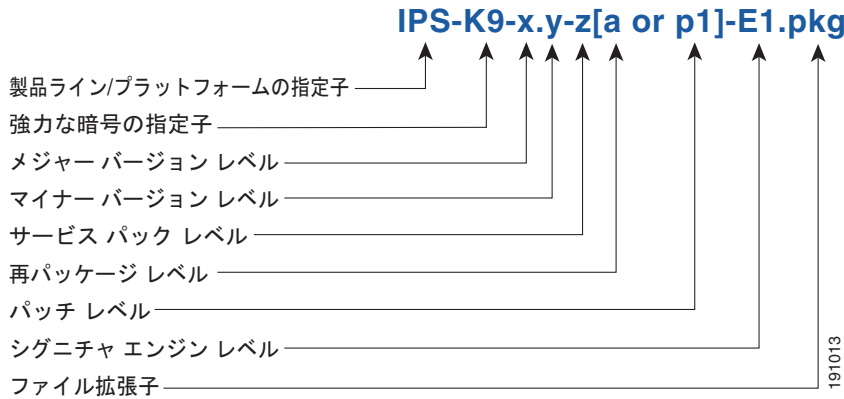 IPS-K9-x.y-z[a or p1]-E1.pkg
製品ライン/プラットフォームの指定子
強力な暗号の指定子
メジャー バージョン レベル
マイナー バージョン レベル
サービス パック レベル
再パッケージ レベル
パッチ レベル
シグニチャ エンジン レベル
ファイル拡張子
191013